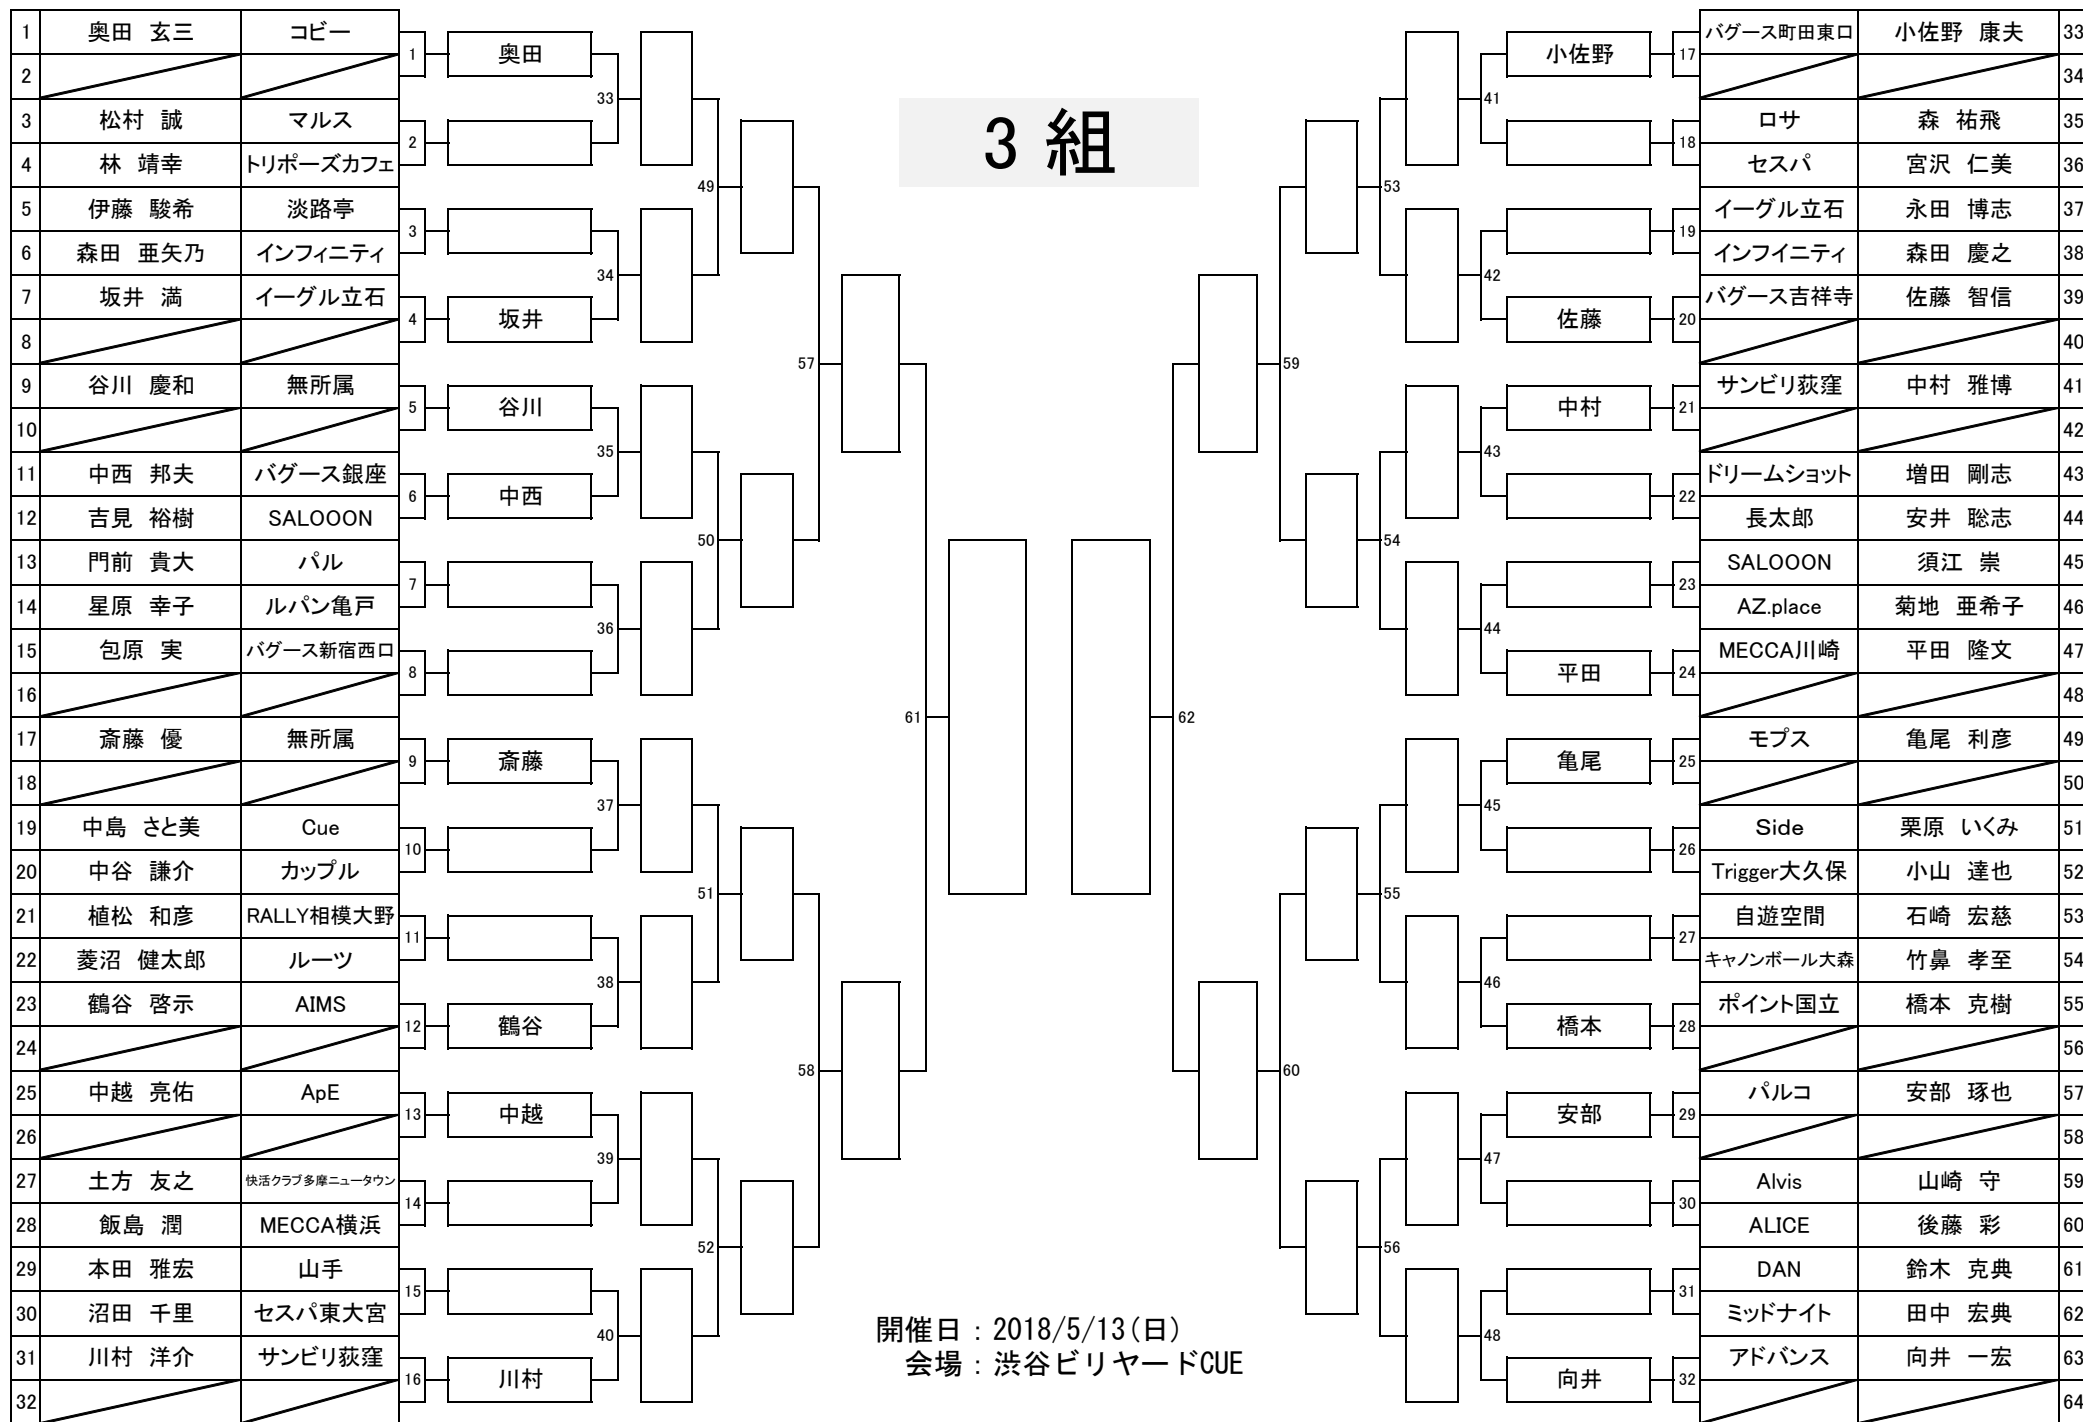 3 組
1 奥田 玄三 コビー
2
3 松村 誠 マルス
4 林 靖幸 トリポーズカフェ
5 伊藤 駿希 淡路亭
6 森田 亜矢乃 インフィニティ
7 坂井 満 イーグル立石
8
9 谷川 慶和 無所属
10
11 中西 邦夫 バグース銀座
12 吉見 裕樹 SALOOON
13 門前 貴大 パル
14 星原 幸子 ルパン亀戸
15 包原 実 バグース新宿西口
16
17 斎藤 優 無所属
18
19 中島 さと美 Cue
20 中谷 謙介 カップル
21 植松 和彦 RALLY相模大野
22 菱沼 健太郎 ルーツ
23 鶴谷 啓示 AIMS
24
25 中越 亮佑 ApE
26
27 土方 友之 快活クラブ多摩ニュータウン
28 飯島 潤 MECCA横浜
29 本田 雅宏 山手
30 沼田 千里 セスパ東大宮
31 川村 洋介 サンビリ荻窪
32
1 奥田
2
3
4 坂井
5 谷川
6 中西
7
8
9 斎藤
10
11
12 鶴谷
13 中越
14
15
16 川村
33
34
35
36
37
38
39
40
49
50
51
52
57
58
61
62
59
60
53
54
55
56
41
42
43
44
45
46
47
48
小佐野 17
18
19
佐藤 20
中村 21
22
23
平田 24
亀尾 25
26
27
橋本 28
安部 29
30
31
向井 32
バグース町田東口 小佐野 康夫 33
34
ロサ 森 祐飛 35
セスパ 宮沢 仁美 36
イーグル立石 永田 博志 37
インフイニティ 森田 慶之 38
バグース吉祥寺 佐藤 智信 39
40
サンビリ荻窪 中村 雅博 41
42
ドリームショット 増田 剛志 43
長太郎 安井 聡志 44
SALOOON 須江 崇 45
AZ.place 菊地 亜希子 46
MECCA川崎 平田 隆文 47
48
モプス 亀尾 利彦 49
50
Side 栗原 いくみ 51
Trigger大久保 小山 達也 52
自遊空間 石崎 宏慈 53
キャノンボール大森 竹鼻 孝至 54
ポイント国立 橋本 克樹 55
56
パルコ 安部 琢也 57
58
Alvis 山崎 守 59
ALICE 後藤 彩 60
DAN 鈴木 克典 61
ミッドナイト 田中 宏典 62
アドバンス 向井 一宏 63
64
開催日：2018/5/13(日)
会場：渋谷ビリヤードCUE